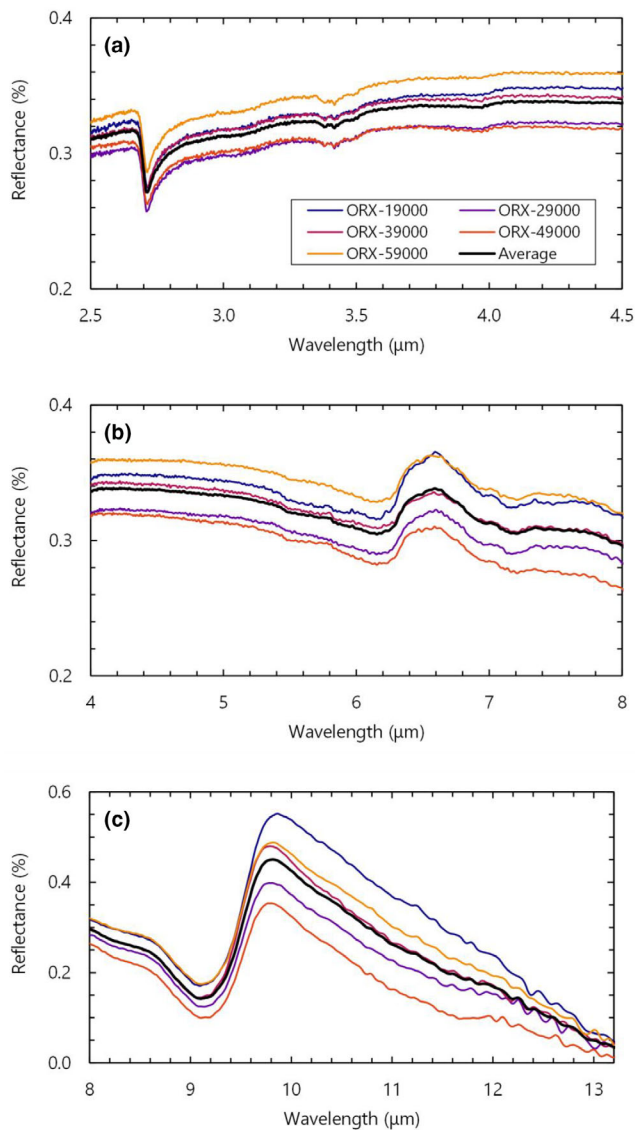 (a)
0.4
0.3
0.2
Reflectance (%)
ORX-19000 ORX-29000
ORX-39000 ORX-49000
ORX-59000 Average
2.5 3.0 3.5 4.0 4.5
Wavelength (μm)
(b)
0.4
0.3
0.2
Reflectance (%)
4 5 6 7 8
Wavelength (μm)
(c)
0.6
0.4
0.2
0.0
Reflectance (%)
8 9 10 11 12 13
Wavelength (μm)